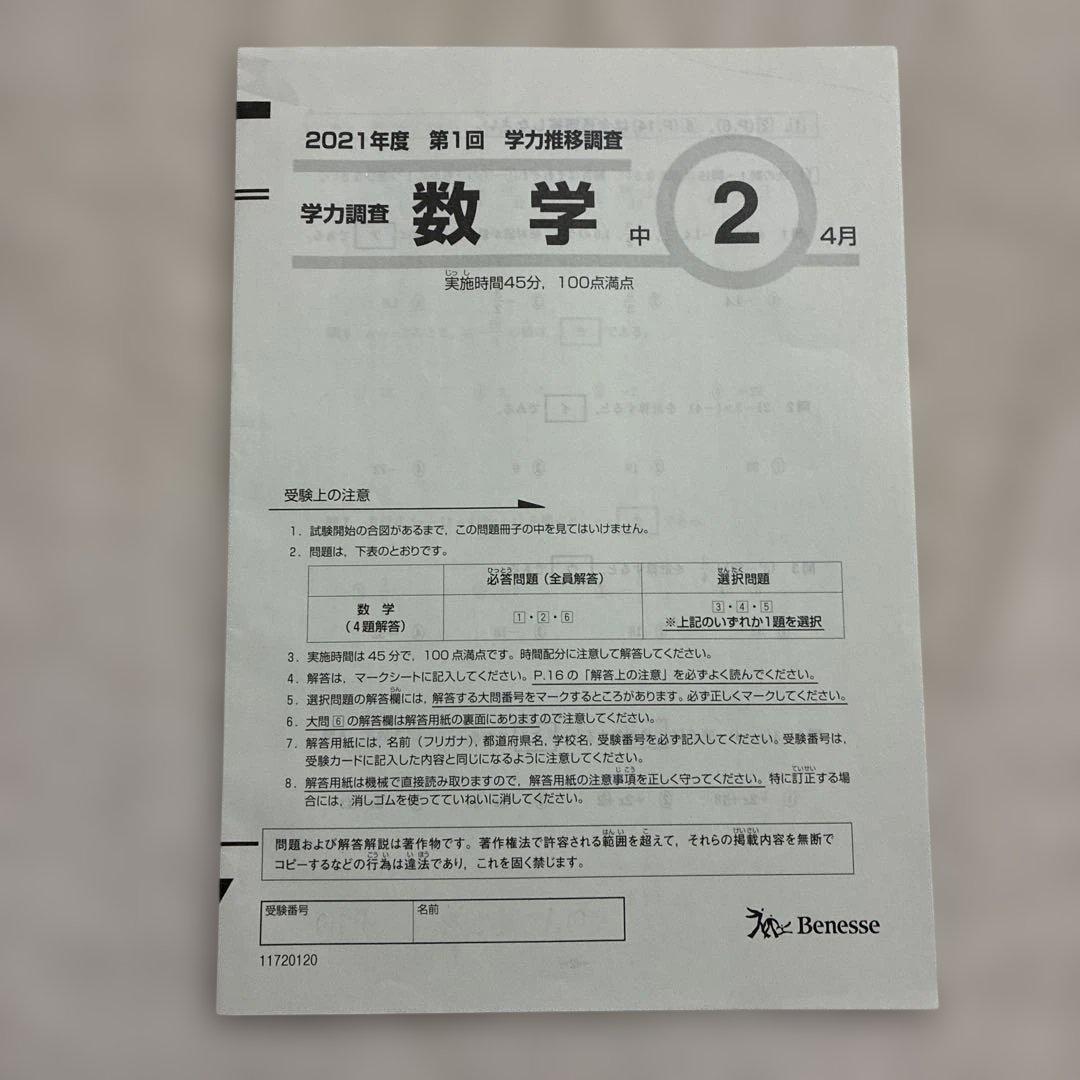 2021年度 第1回 学力推移調査
学力調査 数学 中 2 4月
実施時間45分，100点満点
受験上の注意
1．試験開始の合図があるまで，この問題冊子の中を見てはいけません。
2．問題は，下表のとおりです。
必答問題（全員解答） 選択問題
数 学 （4題解答） 1・2・6 3・4・5
※上記のいずれか1題を選択
3．実施時間は45分で，100点満点です。時間配分に注意して解答してください。
4．解答は，マークシートに記入してください。P.16の「解答上の注意」を必ずよく読んでください。
5．選択問題の解答欄には，解答する大問番号をマークするところがあります。必ず正しくマークしてください。
6．大問6の解答欄は解答用紙の裏面にありますので注意してください。
7．解答用紙には，名前（フリガナ），都道府県名，学校名，受験番号を必ず記入してください。受験番号は，
受験カードに記入した内容と同じになるように注意してください。
8．解答用紙は機械で直接読み取りますので，解答用紙の注意事項を正しく守ってください。特に訂正する場
合には，消しゴムを使ってていねいに消してください。
問題および解答解説は著作物です。著作権法で許容される範囲を超えて，それらの掲載内容を無断で
コピーするなどの行為は違法であり，これを固く禁じます。
受験番号 名前
Benesse
11720120